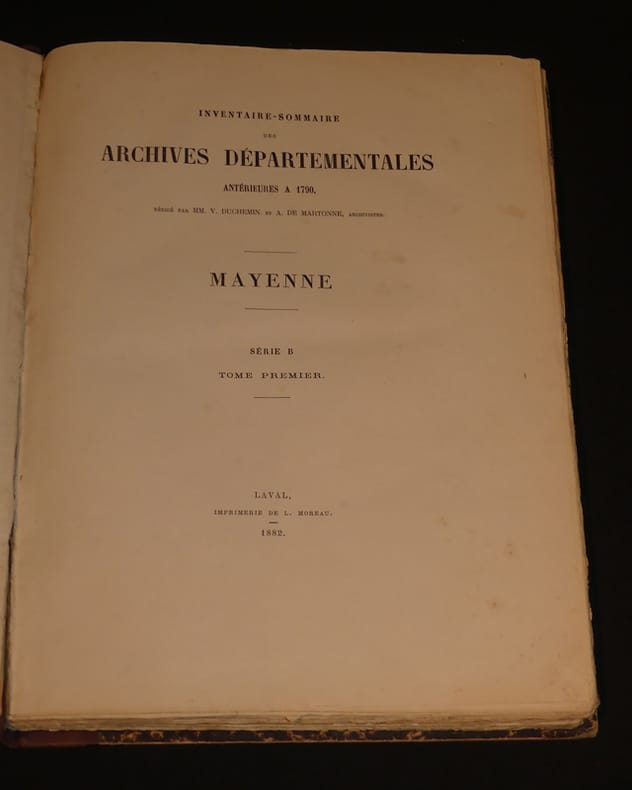 INVENTAIRE-SOMMAIRE
DES
ARCHIVES DÉPARTEMENTALES
ANTÉRIEURES A 1790,
RÉDIGÉ PAR MM. V. DUCHEMIN ET A. DE MARTONNE, ARCHIVISTES.
MAYENNE
SÉRIE B
TOME PREMIER.
LAVAL,
IMPRIMERIE DE L. MOREAU.
1882.